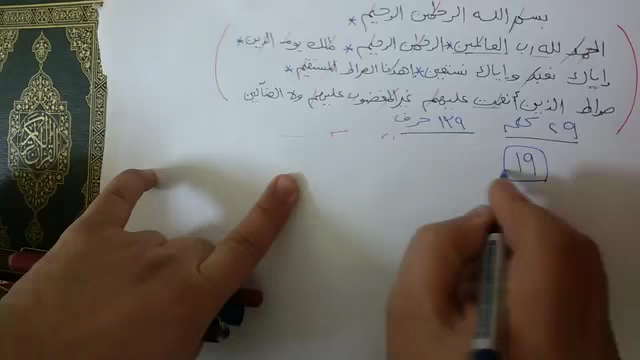 بسم الله الرحمن الرحيم *
الحمد لله رب العالمين * الرحمن الرحيم * مالك يوم الدين *
إياك نعبد وإياك نستعين * اهدنا الصراط المستقيم *
صراط الذين أنعمت عليهم غير المغضوب عليهم ولا الضالين
٢٩ كلمة ١٣٩ حرف
١٩